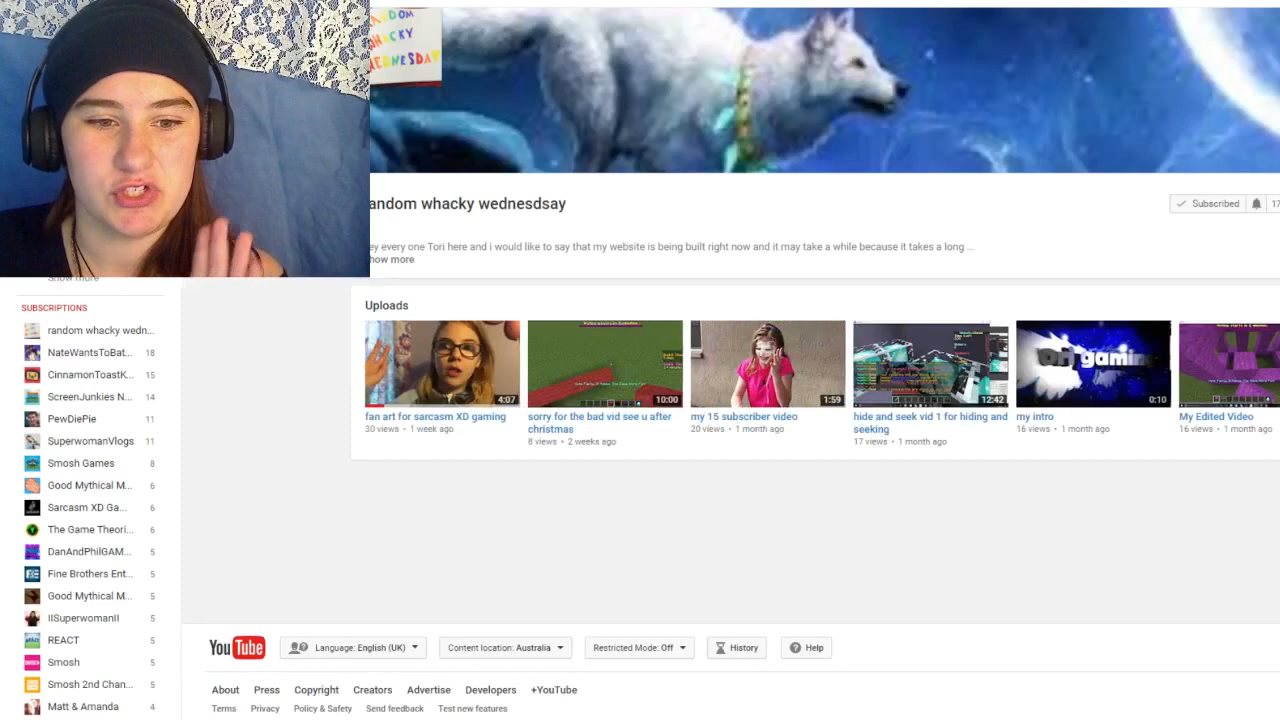 RANDOM
WHACKY
WEDNESDAY
andom whacky wednesdsay
Subscribed 17
ey every one Tori here and i would like to say that my website is being built right now and it may take a while because it takes a long ...
how more
Show more
SUBSCRIPTIONS
random whacky wedn...
NateWantsToBat... 18
CinnamonToastK... 15
ScreenJunkies N... 14
PewDiePie 11
SuperwomanVlogs 11
Smosh Games 8
Good Mythical M... 6
Sarcasm XD Ga... 6
The Game Theori... 6
DanAndPhilGAM... 5
Fine Brothers Ent... 5
Good Mythical M... 5
IISuperwomanII 5
REACT 5
Smosh 5
Smosh 2nd Chan... 5
Matt & Amanda 4
Uploads
4:07
fan art for sarcasm XD gaming
30 views • 1 week ago
10:00
sorry for the bad vid see u after
christmas
8 views • 2 weeks ago
1:59
my 15 subscriber video
20 views • 1 month ago
12:42
hide and seek vid 1 for hiding and
seeking
17 views • 1 month ago
ori gaming
0:10
my intro
16 views • 1 month ago
My Edited Video
16 views • 1 month ago
YouTube
Language: English (UK)
Content location: Australia
Restricted Mode: Off
History
Help
About Press Copyright Creators Advertise Developers +YouTube
Terms Privacy Policy & Safety Send feedback Test new features